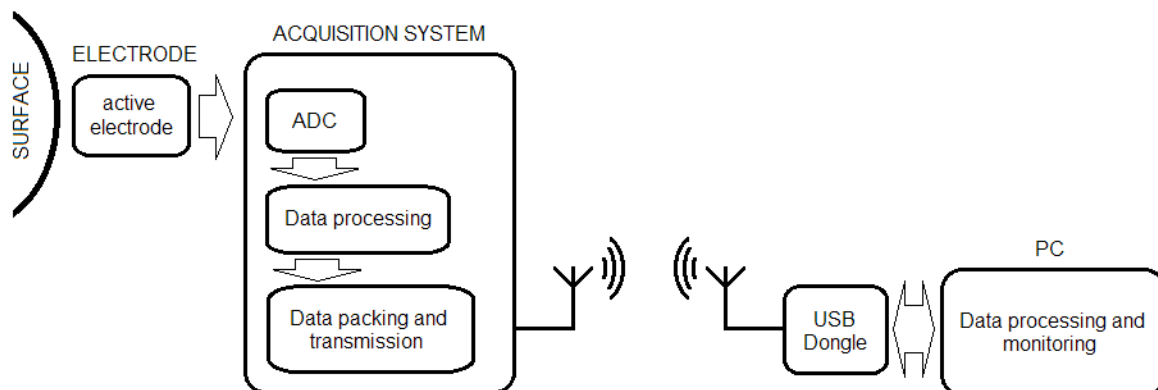 ACQUISITION SYSTEM
ELECTRODE
SURFACE
active
electrode
ADC
Data processing
Data packing and
transmission
PC
USB
Dongle
Data processing and
monitoring